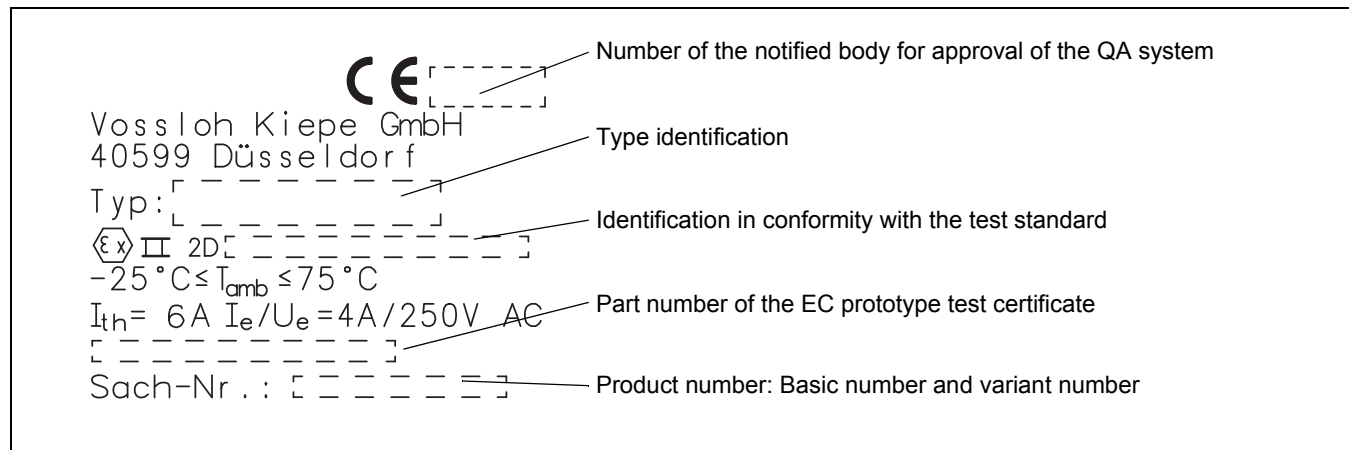 Number of the notified body for approval of the QA system
CE
Vossloh Kiepe GmbH
Type identification
40599 Düsseldorf
Typ:
Identification in conformity with the test standard
Ex II 2D
-25°C≤Tamb≤75°C
Part number of the EC prototype test certificate
Ith= 6A Ie/Ue=4A/250V AC
Sach-Nr.:
Product number: Basic number and variant number